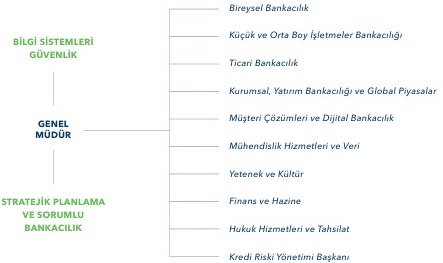 BİLGİ SİSTEMLERİ
GÜVENLİK
GENEL
MÜDÜR
STRATEJİK PLANLAMA
VE SORUMLU
BANKACILIK
Bireysel Bankacılık
Küçük ve Orta Boy İşletmeler Bankacılığı
Ticari Bankacılık
Kurumsal, Yatırım Bankacılığı ve Global Piyasalar
Müşteri Çözümleri ve Dijital Bankacılık
Mühendislik Hizmetleri ve Veri
Yetenek ve Kültür
Finans ve Hazine
Hukuk Hizmetleri ve Tahsilat
Kredi Riski Yönetimi Başkanı